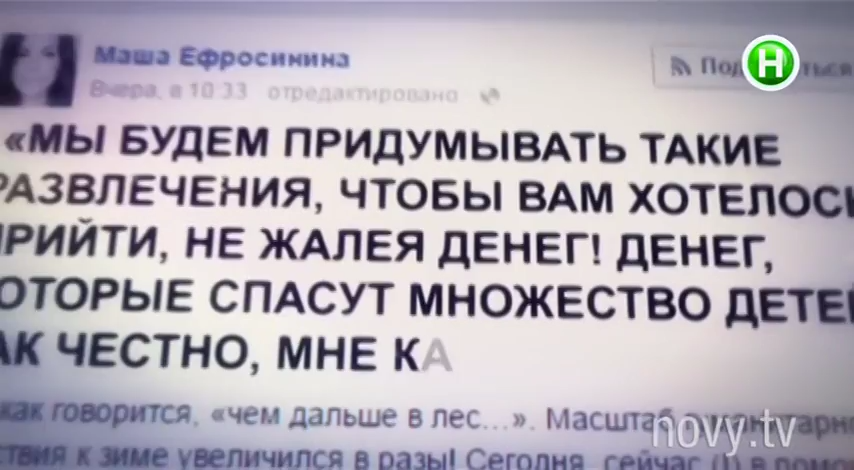 Маша Ефросинина
Вчера, в 10:33 отредактировано
Н
«МЫ БУДЕМ ПРИДУМЫВАТЬ ТАКИЕ
РАЗВЛЕЧЕНИЯ, ЧТОБЫ ВАМ ХОТЕЛОСЬ
ПРИЙТИ, НЕ ЖАЛЕЯ ДЕНЕГ! ДЕНЕГ,
КОТОРЫЕ СПАСУТ МНОЖЕСТВО ДЕТЕЙ
АК ЧЕСТНО, МНЕ КА
как говорится, «чем дальше в лес...». Масштаб
к зиме увеличился в разы! Сегодня, сейчас (!)
novy.tv